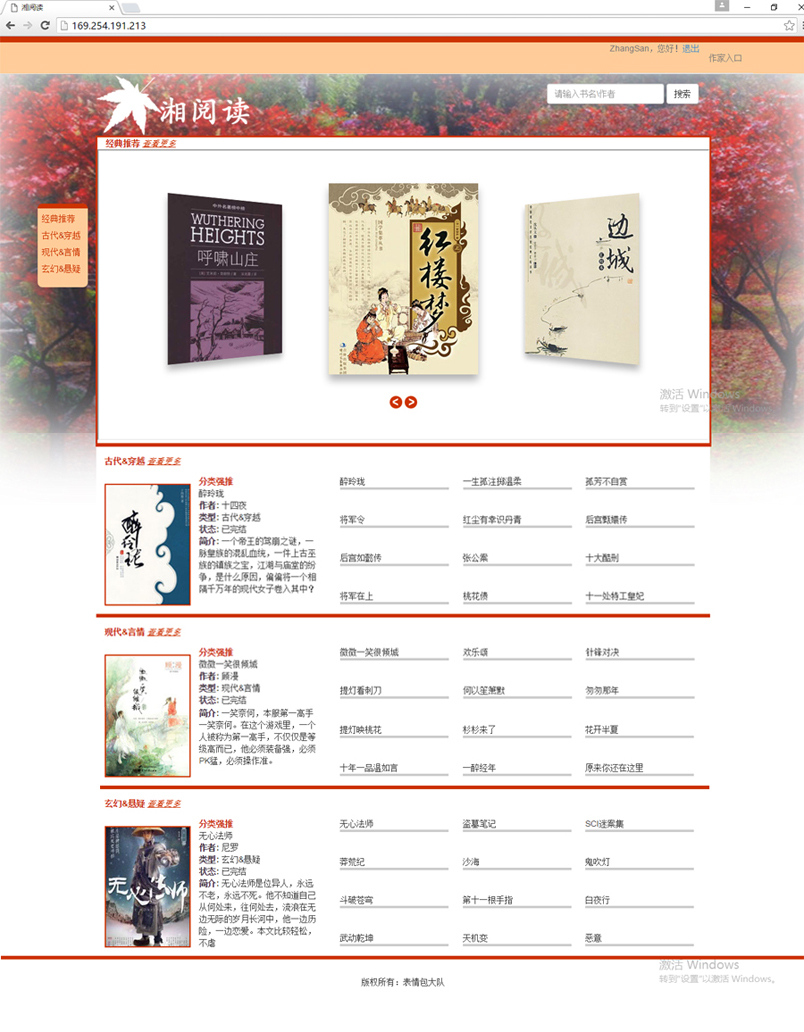 湘阅读
169.254.191.213
ZhangSan，您好！退出
作家入口
湘阅读
请输入书名\作者
搜索
经典推荐 查看更多
经典推荐
古代&穿越
现代&言情
玄幻&悬疑
WUTHERING
HEIGHTS
呼啸山庄
红楼梦
边城
激活 Windows
转到"设置"以激活 Windows
古代&穿越 查看更多
醉玲珑
分类强推
醉玲珑
作者: 十四夜
类型: 古代&穿越
状态: 已完结
简介: 一个帝王的驾崩之谜，一
脉皇族的混乱血统，一件上古巫
族的镇族之宝，江湖与庙堂的纷
争，是什么原因，偏偏将一个相
隔千万年的现代女子卷入其中？
醉玲珑 一生孤注掷温柔 孤芳不自赏
将军令 红尘有幸识丹青 后宫甄嬛传
后宫如懿传 张公案 十大酷刑
将军在上 桃花债 十一处特工皇妃
现代&言情 查看更多
分类强推
微微一笑很倾城
作者: 顾漫
类型: 现代&言情
状态: 已完结
简介: 一笑奈何，本服第一高手
一笑奈何。在这个游戏里，一个
人被称为第一高手，不仅仅是等
级高而已，他必须装备强，必须
PK猛，必须操作准。
微微一笑很倾城 欢乐颂 针锋对决
提灯看刺刀 何以笙箫默 匆匆那年
提灯映桃花 杉杉来了 花开半夏
十年一品温如言 一醉经年 原来你还在这里
玄幻&悬疑 查看更多
无心法师
分类强推
无心法师
作者: 尼罗
类型: 玄幻&悬疑
状态: 已完结
简介: 无心法师是位异人，永远
不老，永远不死。他不知道自己
从何处来，往何处去，流浪在无
边无际的岁月长河中，他一边历
险，一边恋爱。本文比较轻松，
不虐
无心法师 盗墓笔记 SCI迷案集
莽荒纪 沙海 鬼吹灯
斗破苍穹 第十一根手指 白夜行
武动乾坤 天机变 恶意
激活 Windows
转到"设置"以激活 Windows。
版权所有：表情包大队